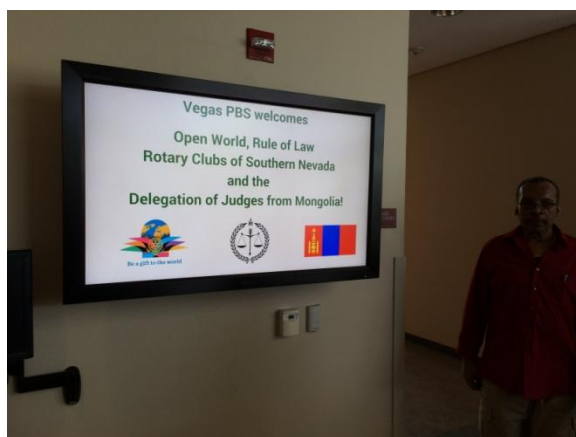 Vegas PBS welcomes
Open World, Rule of Law
Rotary Clubs of Southern Nevada
and the
Delegation of Judges from Mongolia!
Be a gift to the world